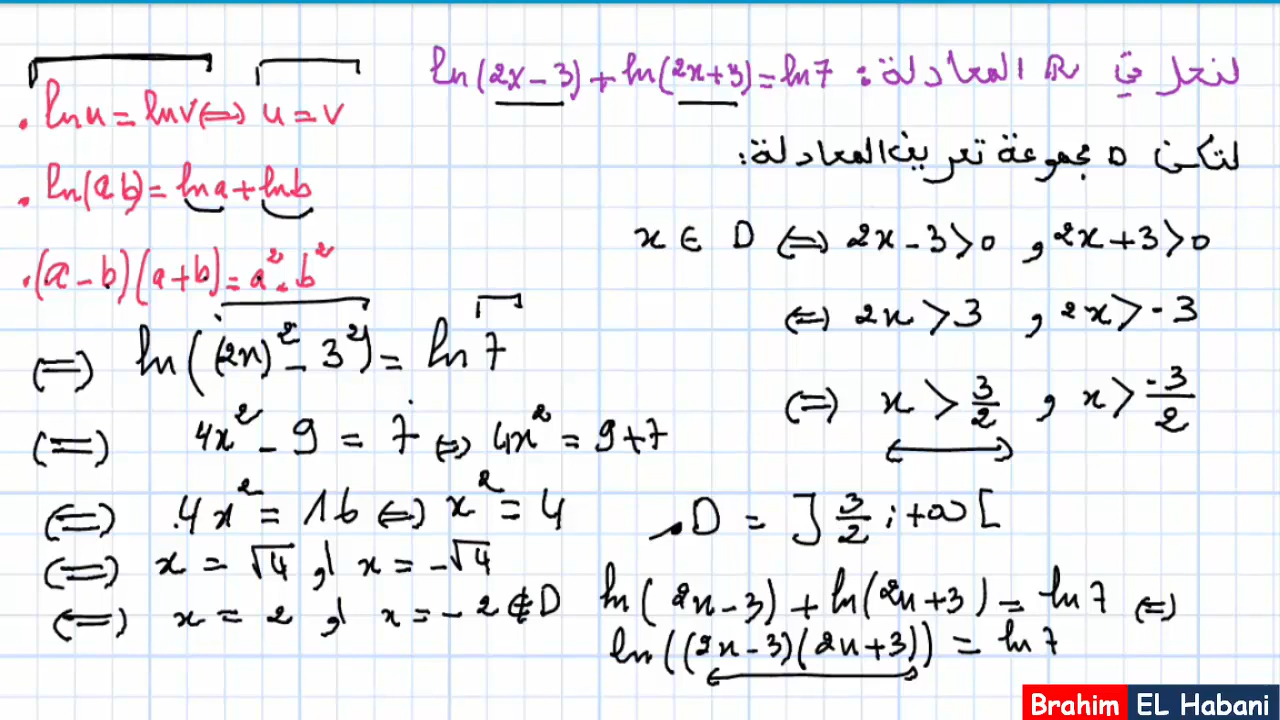 لنحل في ℝ المعادلة: ln(2x-3)+ln(2x+3)=ln7
لتكن D مجموعة تعريف المعادلة:
x ∈ D ⇔ 2x-3>0 , 2x+3>0
⇔ 2x>3 , 2x>-3
⇔ x>3/2 , x>-3/2
.D = ]3/2 ; +∞[
ln(2x-3)+ln(2x+3)=ln7 ⇔
ln((2x-3)(2x+3))=ln7
. ln u = ln v ⇔ u = v
. ln(ab) = ln a + ln b
.(a-b)(a+b)=a²-b²
⇔ ln((2x)²-3²) = ln7
⇔ 4x²-9 = 7 ⇔ 4x² = 9+7
⇔ 4x² = 16 ⇔ x² = 4
⇔ x = √4 أو x = -√4
⇔ x = 2 أو x = -2 ∉ D
Brahim EL Habani